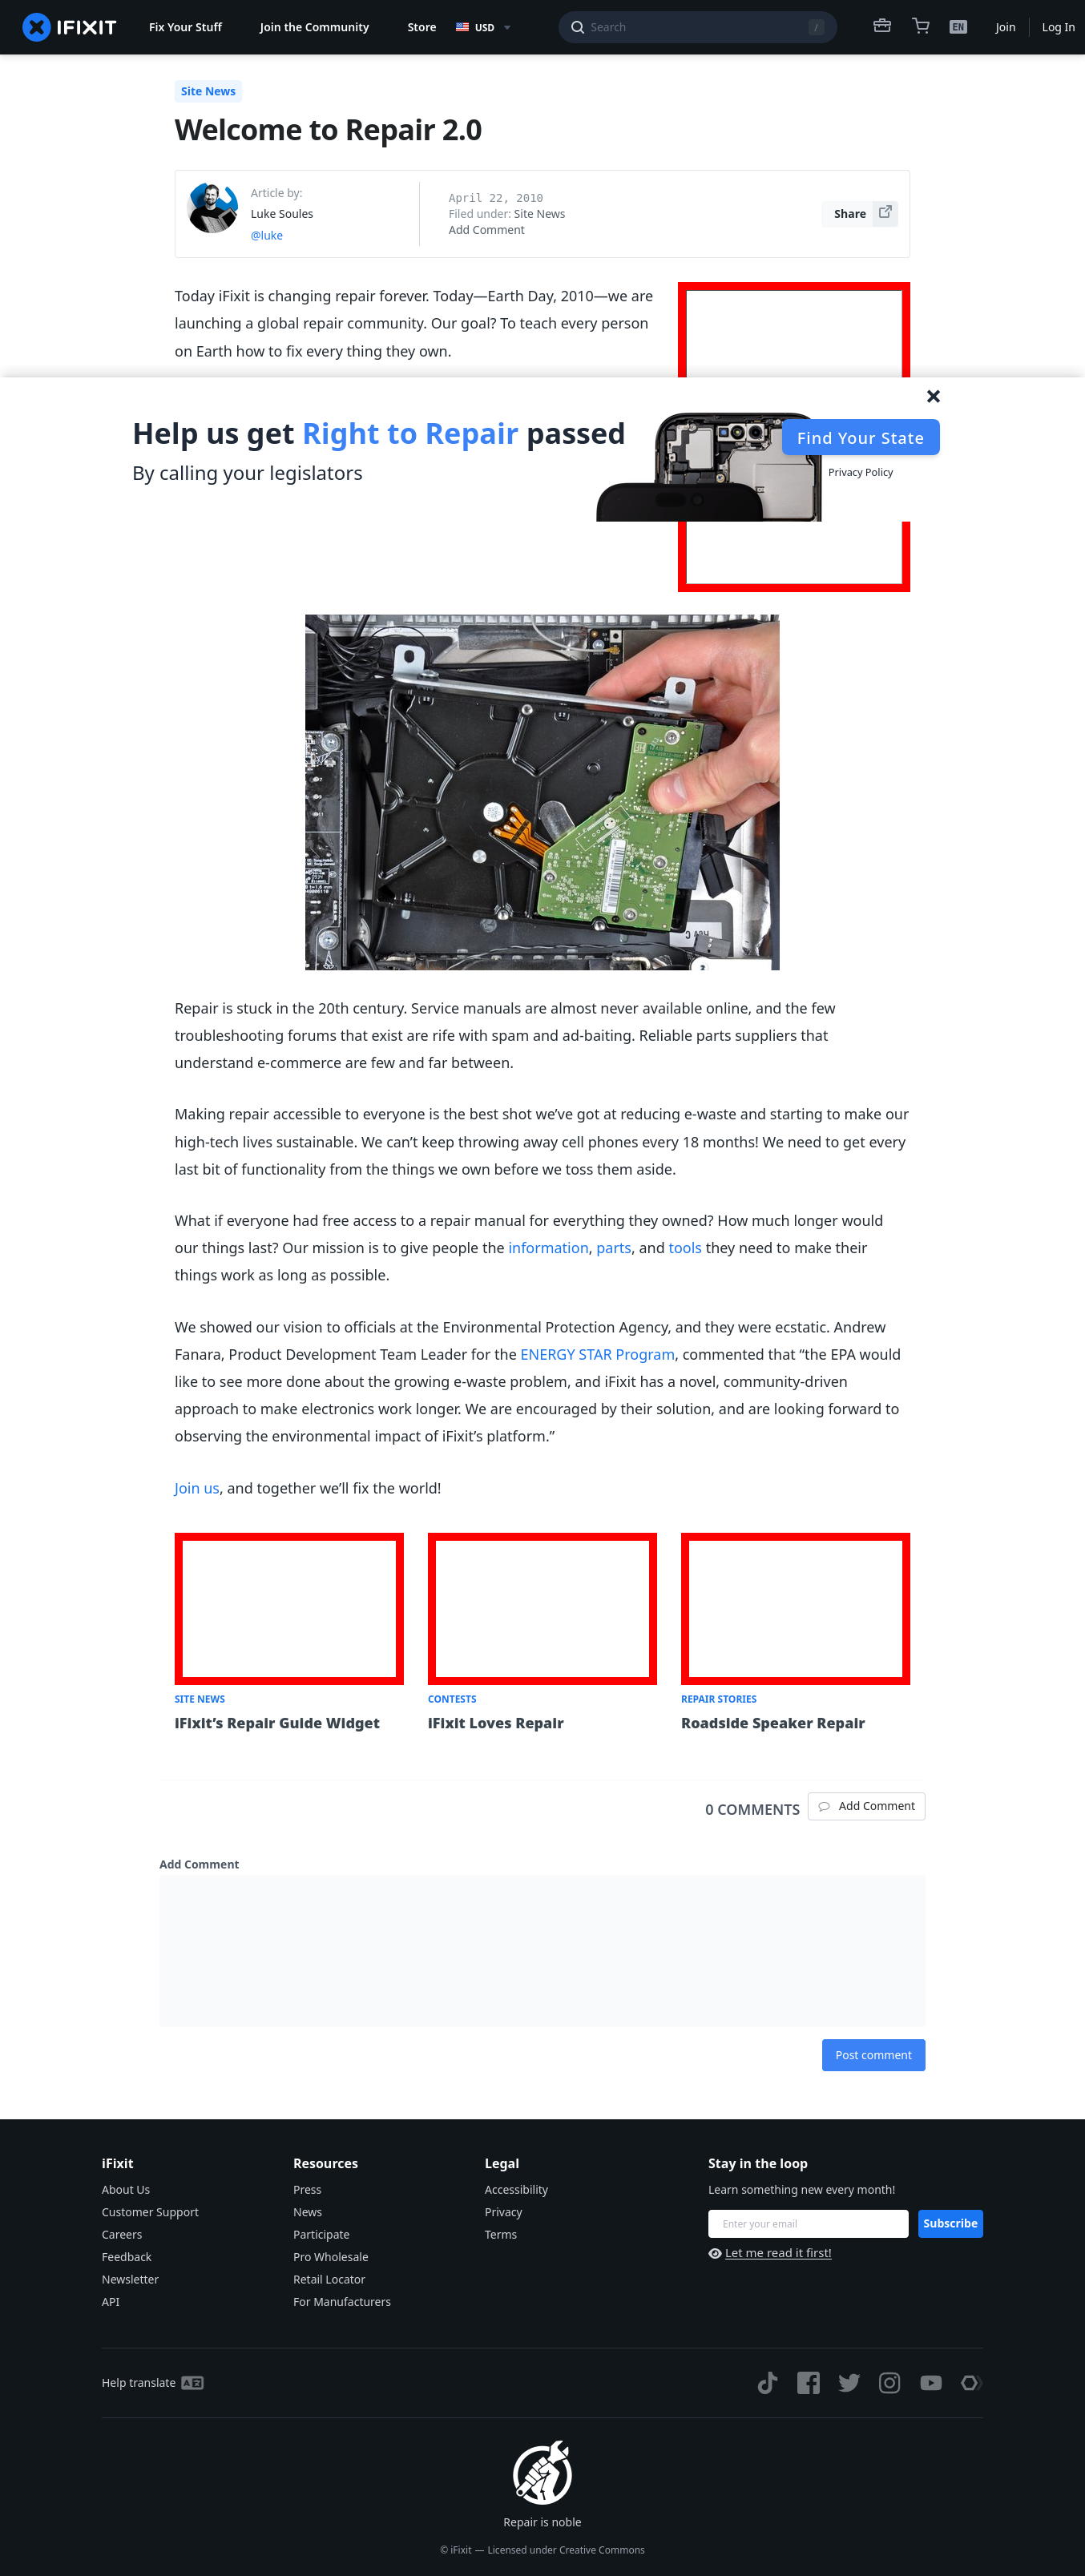 IFIXIT
Fix Your Stuff
Join the Community
Store
USD
Search
/
EN
Join
Log In
Site News
Welcome to Repair 2.0
Article by:
Luke Soules
@luke
April 22, 2010
Filed under: Site News
Add Comment
Share
Today iFixit is changing repair forever. Today—Earth Day, 2010—we are
launching a global repair community. Our goal? To teach every person
on Earth how to fix every thing they own.
Help us get Right to Repair passed
By calling your legislators
Find Your State
Privacy Policy
Repair is stuck in the 20th century. Service manuals are almost never available online, and the few
troubleshooting forums that exist are rife with spam and ad-baiting. Reliable parts suppliers that
understand e-commerce are few and far between.
Making repair accessible to everyone is the best shot we’ve got at reducing e-waste and starting to make our
high-tech lives sustainable. We can’t keep throwing away cell phones every 18 months! We need to get every
last bit of functionality from the things we own before we toss them aside.
What if everyone had free access to a repair manual for everything they owned? How much longer would
our things last? Our mission is to give people the information, parts, and tools they need to make their
things work as long as possible.
We showed our vision to officials at the Environmental Protection Agency, and they were ecstatic. Andrew
Fanara, Product Development Team Leader for the ENERGY STAR Program, commented that “the EPA would
like to see more done about the growing e-waste problem, and iFixit has a novel, community-driven
approach to make electronics work longer. We are encouraged by their solution, and are looking forward to
observing the environmental impact of iFixit’s platform.”
Join us, and together we’ll fix the world!
SITE NEWS
iFixit’s Repair Guide Widget
CONTESTS
iFixit Loves Repair
REPAIR STORIES
Roadside Speaker Repair
0 COMMENTS
Add Comment
Add Comment
Post comment
iFixit
About Us
Customer Support
Careers
Feedback
Newsletter
API
Resources
Press
News
Participate
Pro Wholesale
Retail Locator
For Manufacturers
Legal
Accessibility
Privacy
Terms
Stay in the loop
Learn something new every month!
Enter your email
Subscribe
Let me read it first!
Help translate
Repair is noble
© iFixit — Licensed under Creative Commons